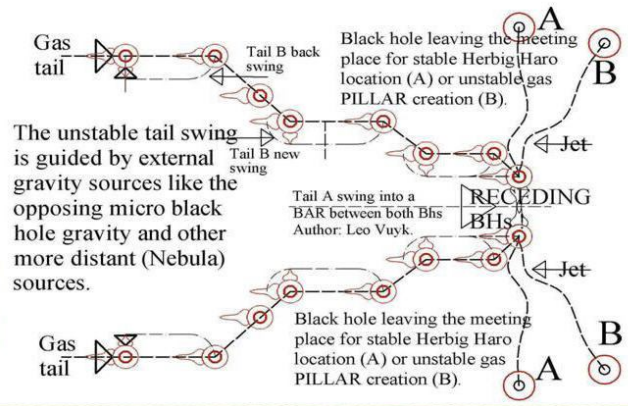 Gas
tail
Tail B back
swing
Black hole leaving the meeting
place for stable Herbig Haro
location (A) or unstable gas
PILLAR creation (B).
A
B
The unstable tail swing
is guided by external
gravity sources like the
opposing micro black
hole gravity and other
more distant (Nebula)
sources.
Tail B new
swing
Jet
Tail A swing into a
BAR between both Bhs
Author: Leo Vuyk.
RECEDING
BHs
Jet
Black hole leaving the meeting
place for stable Herbig Haro
location (A) or unstable gas
PILLAR creation (B).
Gas
tail
A
B